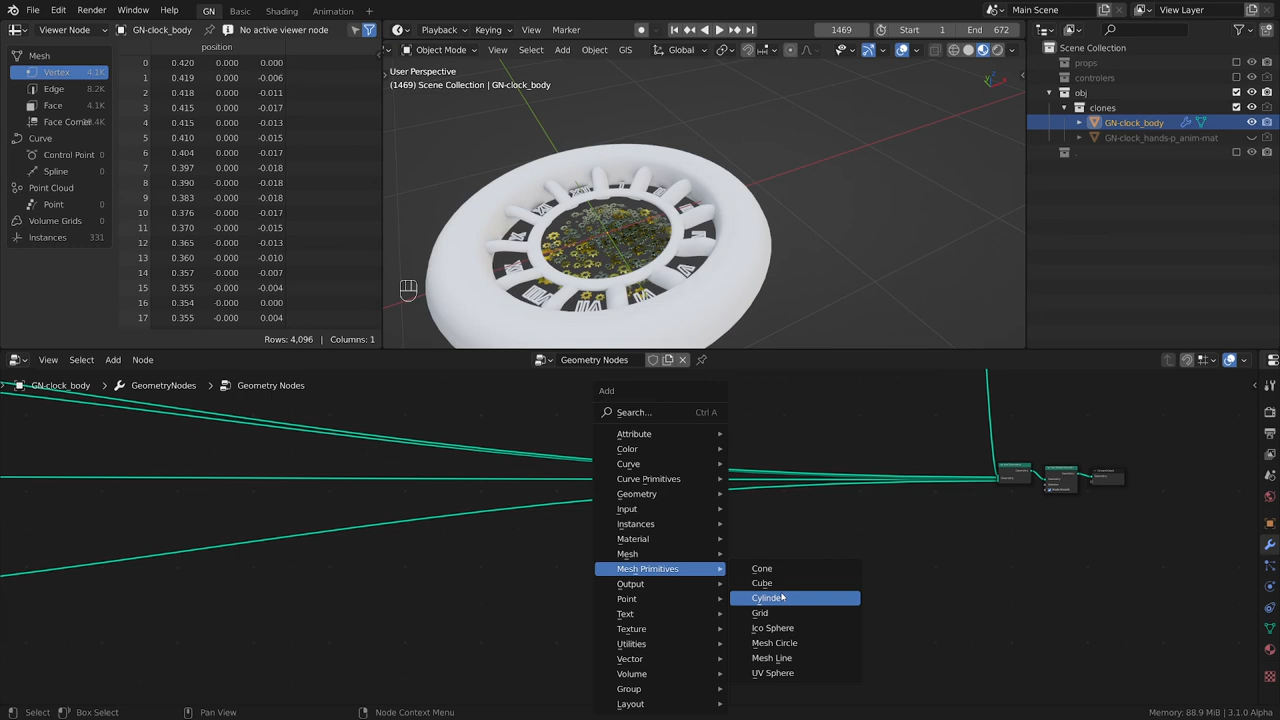 File Edit Render Window Help GN Basic Shading Animation Main Scene View Layer
Viewer Node GN-clock_body No active viewer node Playback Keying View Marker 1469 Start 1 End 672
position
Mesh
Vertex 4.1K
Edge 8.2K
Face 4.1K
Face Corn
Curve
Control Point 0
Spline 0
Point Cloud
Point 0
Volume Grids 0
Instances 331
0 0.420 0.000 0.000
1 0.419 0.000 -0.006
2 0.418 0.000 -0.011
3 0.415 0.000 -0.017
4 0.415 0.000 -0.013
5 0.410 0.000 -0.015
6 0.404 0.000 -0.017
7 0.397 0.000 -0.018
8 0.390 0.000 -0.018
9 0.383 0.000 -0.018
10 0.376 0.000 -0.017
11 0.370 0.000 -0.015
12 0.365 0.000 -0.013
13 0.360 -0.000 -0.010
14 0.357 0.000 -0.007
15 0.355 0.000 -0.004
16 0.354 -0.000 0.000
17 0.355 -0.000 0.004
Rows: 4,096 | Columns: 1
Object Mode View Select Add Object GIS Global
User Perspective
(1469) Scene Collection | GN-clock_body
Scene Collection
props
controlers
obj
clones
GN-clock_body
GN-clock_hands-p_anim-mat
View Select Add Node Geometry Nodes
GN-clock_body GeometryNodes Geometry Nodes
Add
Search... Ctrl A
Attribute
Color
Curve
Curve Primitives
Geometry
Input
Instances
Material
Mesh
Mesh Primitives
Output
Point
Text
Texture
Utilities
Vector
Volume
Group
Layout
Cone
Cube
Cylinder
Grid
Ico Sphere
Mesh Circle
Mesh Line
UV Sphere
Select Box Select Pan View Node Context Menu Memory: 88.9 MiB | 3.1.0 Alpha